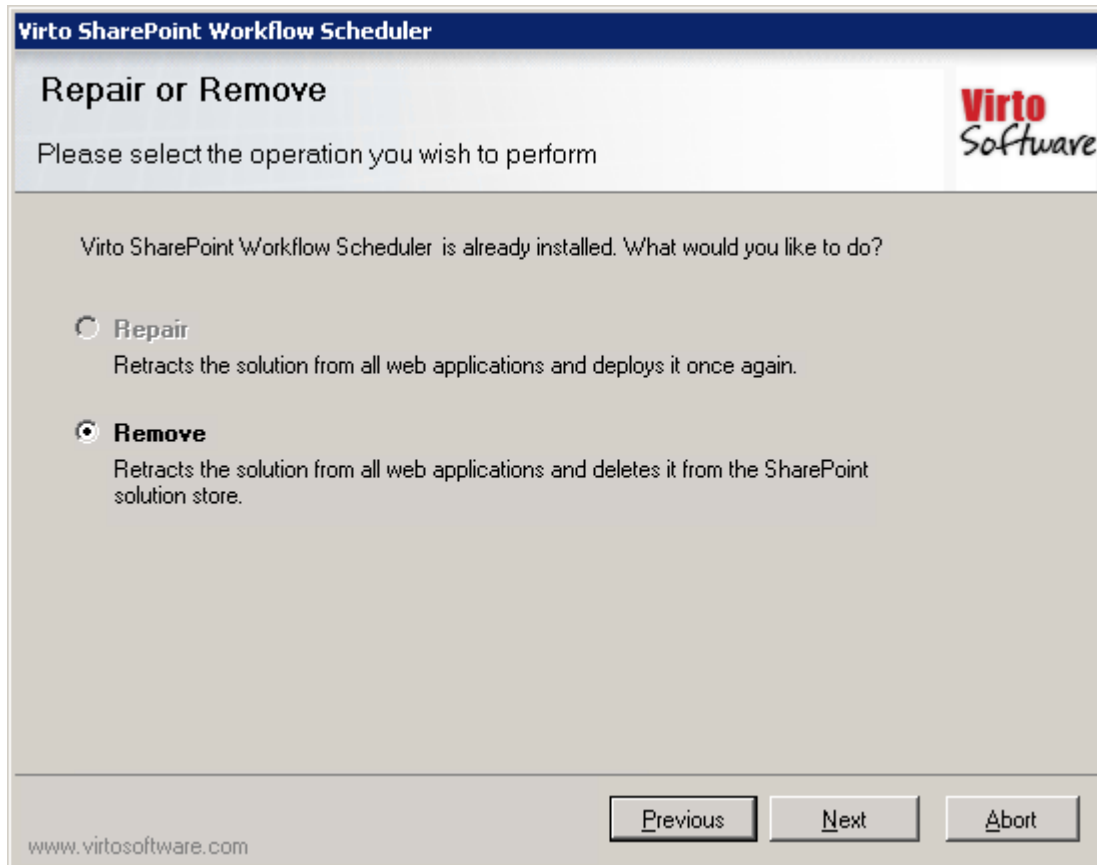 Virto SharePoint Workflow Scheduler
Repair or Remove
Please select the operation you wish to perform
Virto
Software
Virto SharePoint Workflow Scheduler is already installed. What would you like to do?
Repair
Retracts the solution from all web applications and deploys it once again.
Remove
Retracts the solution from all web applications and deletes it from the SharePoint
solution store.
Previous
Next
Abort
www.virtosoftware.com